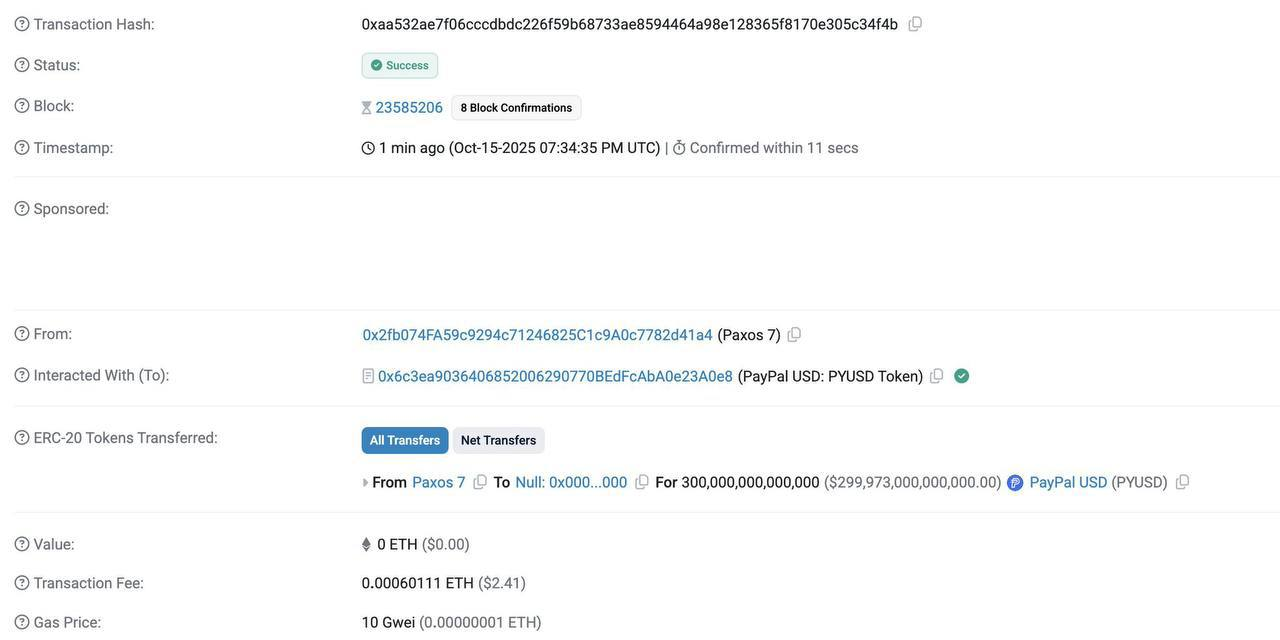 Transaction Hash: 0xaa532ae7f06cccdbdc226f59b68733ae8594464a98e128365f8170e305c34f4b
Status: Success
Block: 23585206 8 Block Confirmations
Timestamp: 1 min ago (Oct-15-2025 07:34:35 PM UTC) | Confirmed within 11 secs
Sponsored:
From: 0x2fb074FA59c9294c71246825C1c9A0c7782d41a4 (Paxos 7)
Interacted With (To): 0x6c3ea9036406852006290770BEdFcAbA0e23A0e8 (PayPal USD: PYUSD Token)
ERC-20 Tokens Transferred: All Transfers Net Transfers
From Paxos 7 To Null: 0x000...000 For 300,000,000,000,000 ($299,973,000,000,000.00) PayPal USD (PYUSD)
Value: 0 ETH ($0.00)
Transaction Fee: 0.00060111 ETH ($2.41)
Gas Price: 10 Gwei (0.00000001 ETH)